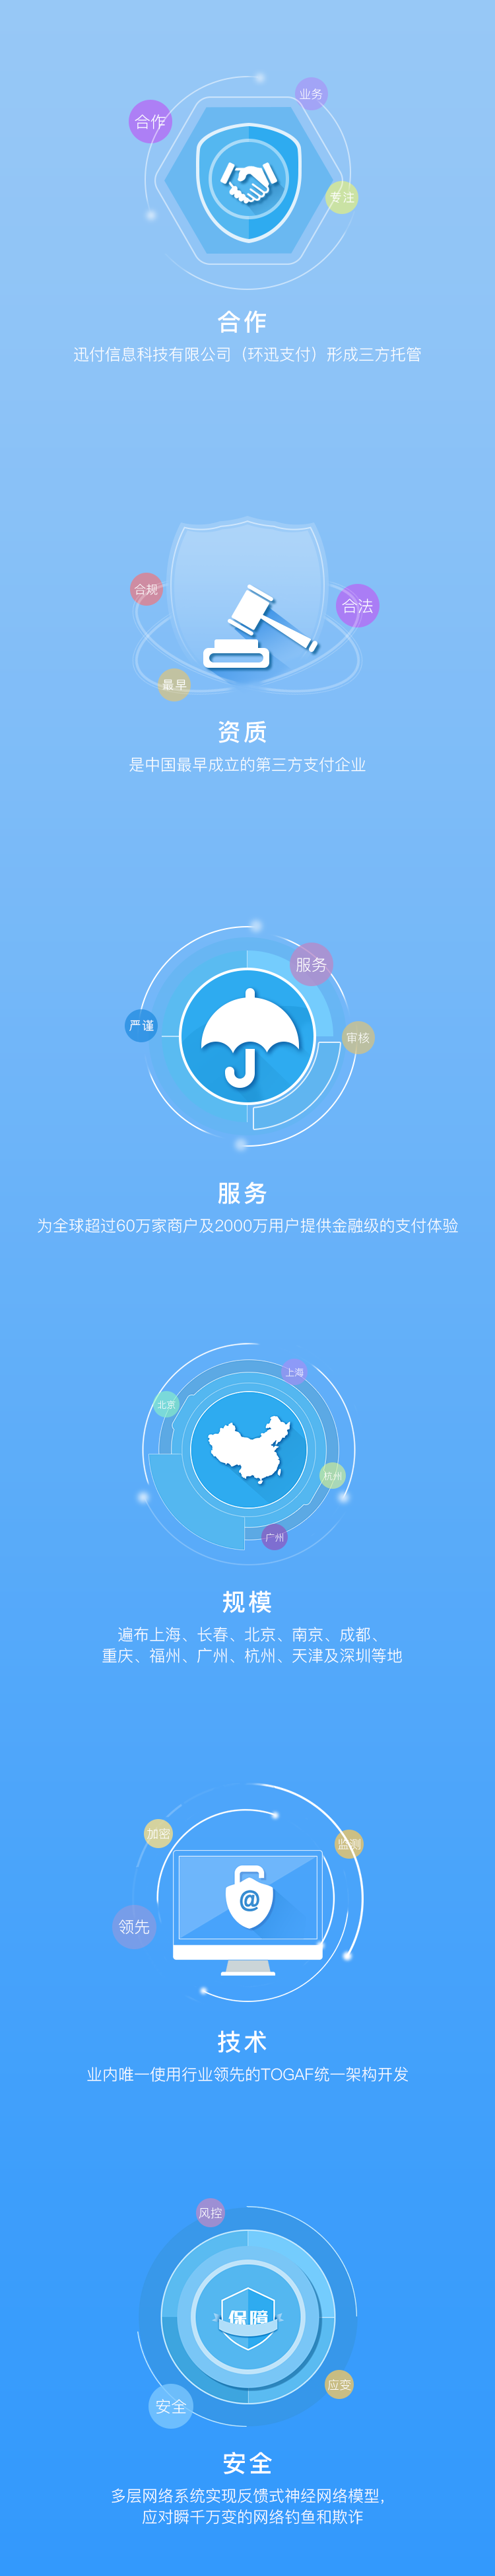 业务
合作
专注
合作
迅付信息科技有限公司（环迅支付）形成三方托管
合规
合法
最早
资质
是中国最早成立的第三方支付企业
服务
严谨
审核
服务
为全球超过60万家商户及2000万用户提供金融级的支付体验
上海
北京
杭州
广州
规模
遍布上海、长春、北京、南京、成都、
重庆、福州、广州、杭州、天津及深圳等地
加密
监测
@
领先
技术
业内唯一使用行业领先的TOGAF统一架构开发
风控
保障
应变
安全
安全
多层网络系统实现反馈式神经网络模型，
应对瞬千万变的网络钓鱼和欺诈